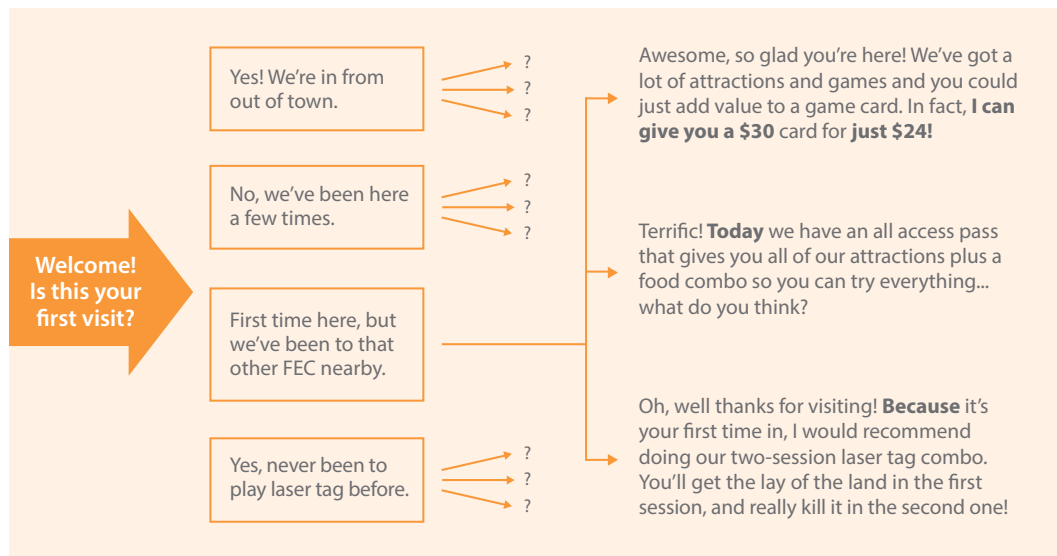 Welcome!
Is this your
first visit?
Yes! We’re in from
out of town.
?
?
?
No, we’ve been here
a few times.
?
?
?
First time here, but
we’ve been to that
other FEC nearby.
Yes, never been to
play laser tag before.
?
?
?
Awesome, so glad you’re here! We’ve got a
lot of attractions and games and you could
just add value to a game card. In fact, I can
give you a $30 card for just $24!
Terrific! Today we have an all access pass
that gives you all of our attractions plus a
food combo so you can try everything...
what do you think?
Oh, well thanks for visiting! Because it’s
your first time in, I would recommend
doing our two-session laser tag combo.
You’ll get the lay of the land in the first
session, and really kill it in the second one!